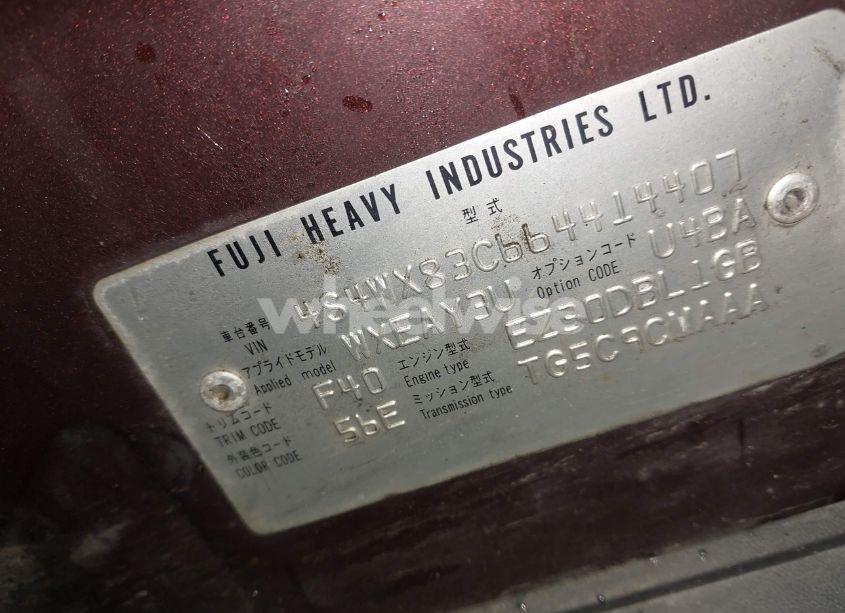 FUJI HEAVY INDUSTRIES LTD.
型式
車台番号 4S4WX83C664414407
VIN
アプライドモデル オプションコード U4BA
Applied model Option CODE
トリムコード F40 エンジン型式 EZ30DBL1GB
TRIM CODE Engine type
外装色コード 56E ミッション型式
COLOR CODE Transmission type
wheelwise